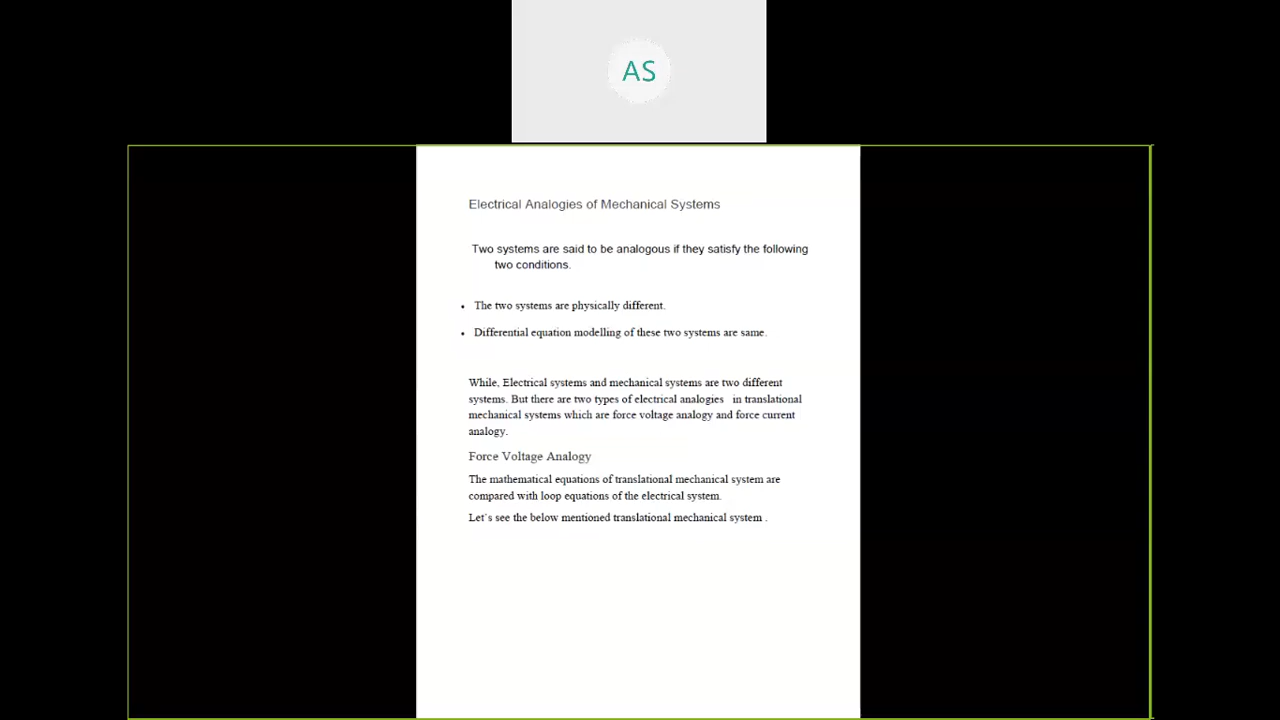 AS
Electrical Analogies of Mechanical Systems
Two systems are said to be analogous if they satisfy the following
two conditions.
• The two systems are physically different.
• Differential equation modelling of these two systems are same.
While, Electrical systems and mechanical systems are two different
systems. But there are two types of electrical analogies in translational
mechanical systems which are force voltage analogy and force current
analogy.
Force Voltage Analogy
The mathematical equations of translational mechanical system are
compared with loop equations of the electrical system.
Let`s see the below mentioned translational mechanical system .